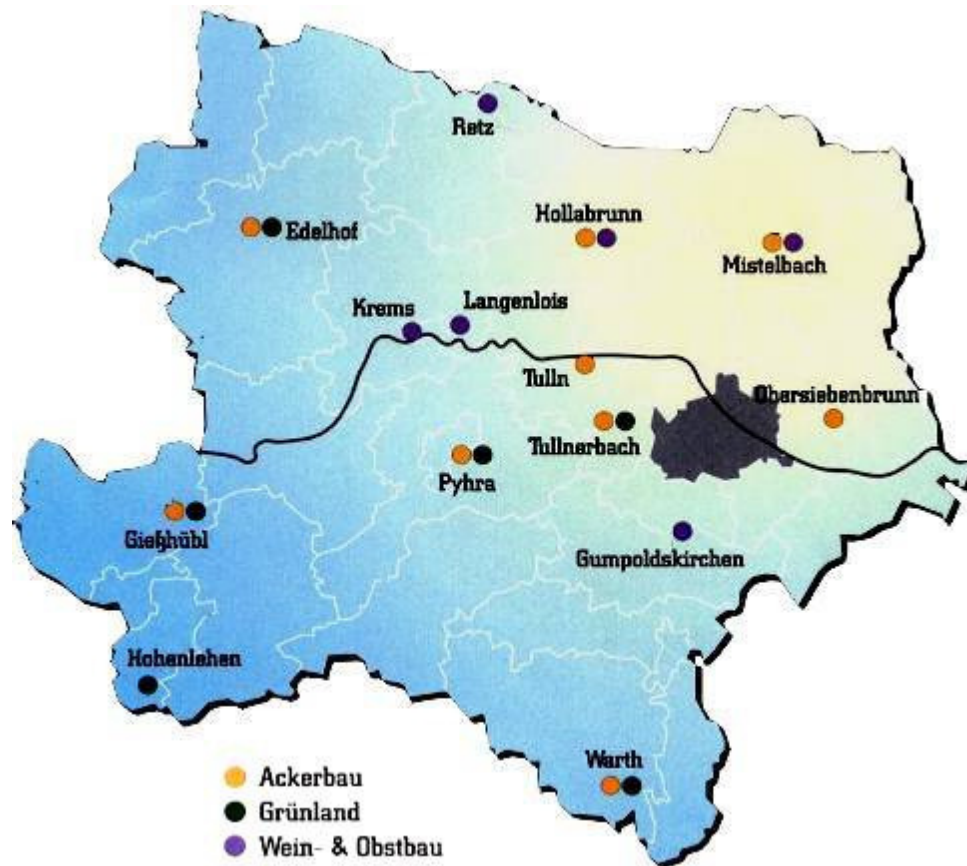 Retz
Hollabrunn
Edelhof
Mistelbach
Krems
Langenlois
Tulln
Obersiebenbrunn
Tullnerbach
Pyhra
Gießhübl
Gumpoldskirchen
Hohenlehen
Warth
Ackerbau
Grünland
Wein- & Obstbau